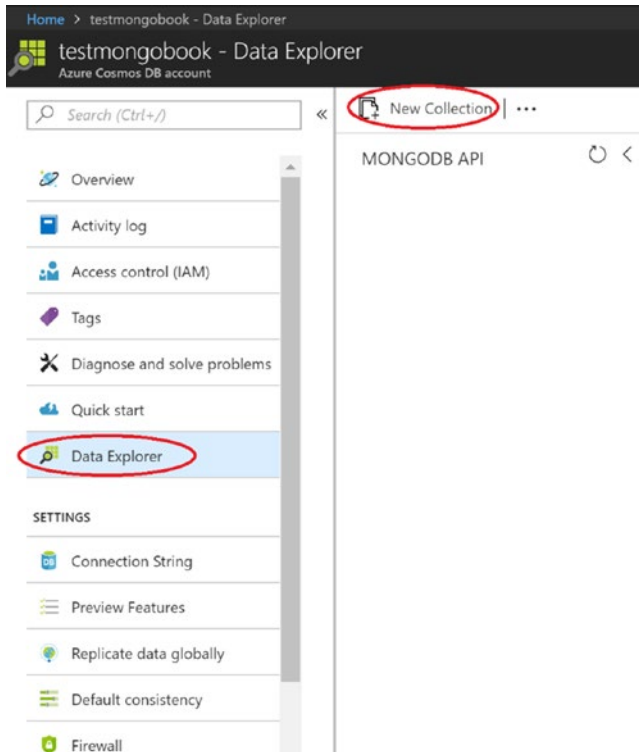 Home > testmongobook - Data Explorer
testmongobook - Data Explorer
Azure Cosmos DB account
Search (Ctrl+/)
«
New Collection
...
MONGODB API
Overview
Activity log
Access control (IAM)
Tags
Diagnose and solve problems
Quick start
Data Explorer
SETTINGS
DB
Connection String
Preview Features
Replicate data globally
Default consistency
Firewall